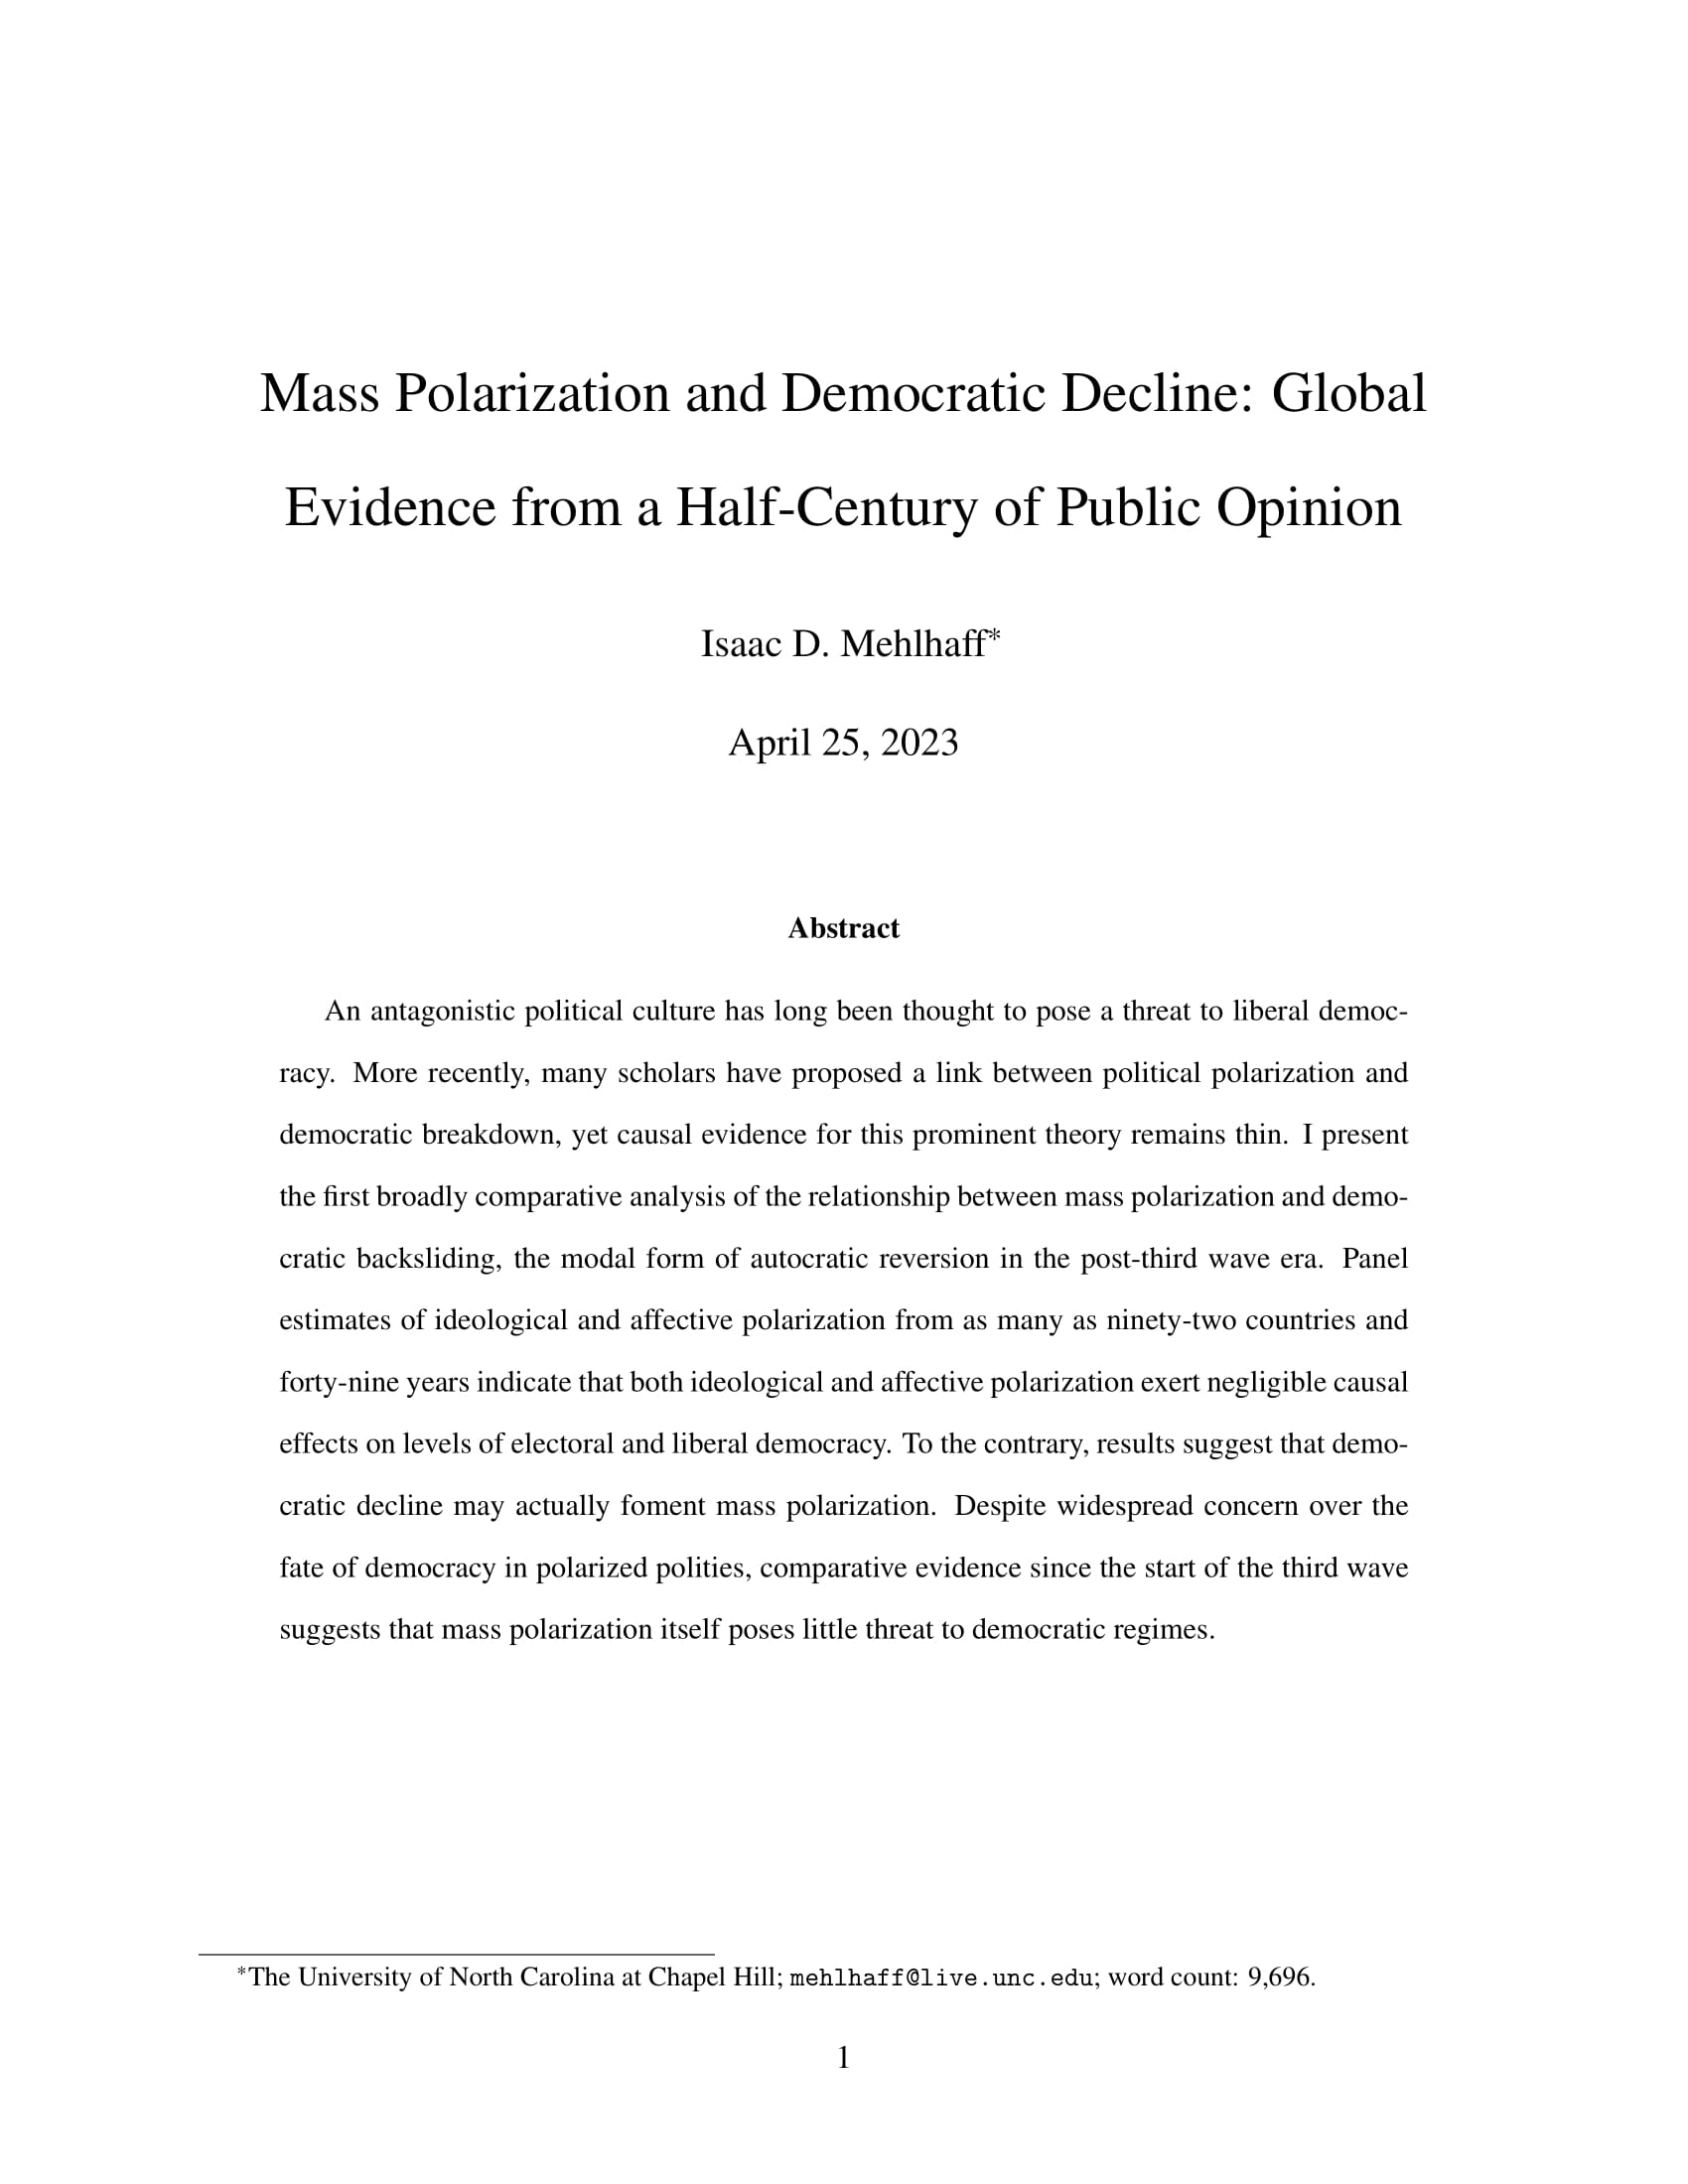 Mass Polarization and Democratic Decline: Global
Evidence from a Half-Century of Public Opinion
Isaac D. Mehlhaff*
April 25, 2023
Abstract
An antagonistic political culture has long been thought to pose a threat to liberal democ-
racy. More recently, many scholars have proposed a link between political polarization and
democratic breakdown, yet causal evidence for this prominent theory remains thin. I present
the first broadly comparative analysis of the relationship between mass polarization and demo-
cratic backsliding, the modal form of autocratic reversion in the post-third wave era. Panel
estimates of ideological and affective polarization from as many as ninety-two countries and
forty-nine years indicate that both ideological and affective polarization exert negligible causal
effects on levels of electoral and liberal democracy. To the contrary, results suggest that demo-
cratic decline may actually foment mass polarization. Despite widespread concern over the
fate of democracy in polarized polities, comparative evidence since the start of the third wave
suggests that mass polarization itself poses little threat to democratic regimes.
*The University of North Carolina at Chapel Hill; mehlhaff@live.unc.edu; word count: 9,696.
1